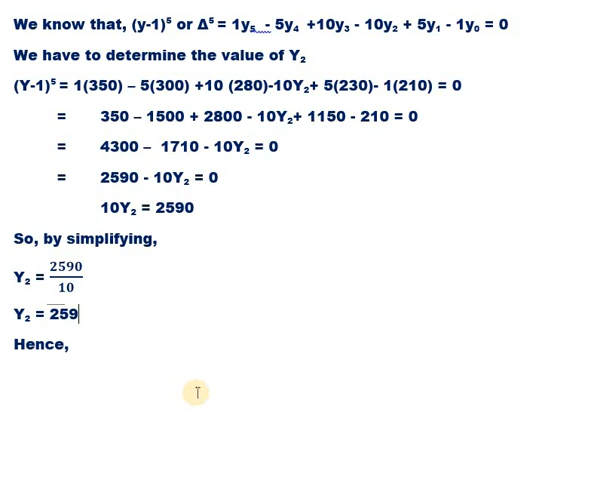 We know that, (y-1)⁵ or Δ⁵ = 1y₅ - 5y₄ +10y₃ - 10y₂ + 5y₁ - 1y₀ = 0
We have to determine the value of Y₂
(Y-1)⁵ = 1(350) – 5(300) +10 (280)-10Y₂+ 5(230)- 1(210) = 0
= 350 – 1500 + 2800 - 10Y₂+ 1150 - 210 = 0
= 4300 – 1710 - 10Y₂ = 0
= 2590 - 10Y₂ = 0
10Y₂ = 2590
So, by simplifying,
Y₂ = 2590/10
Y₂ = 259
Hence,